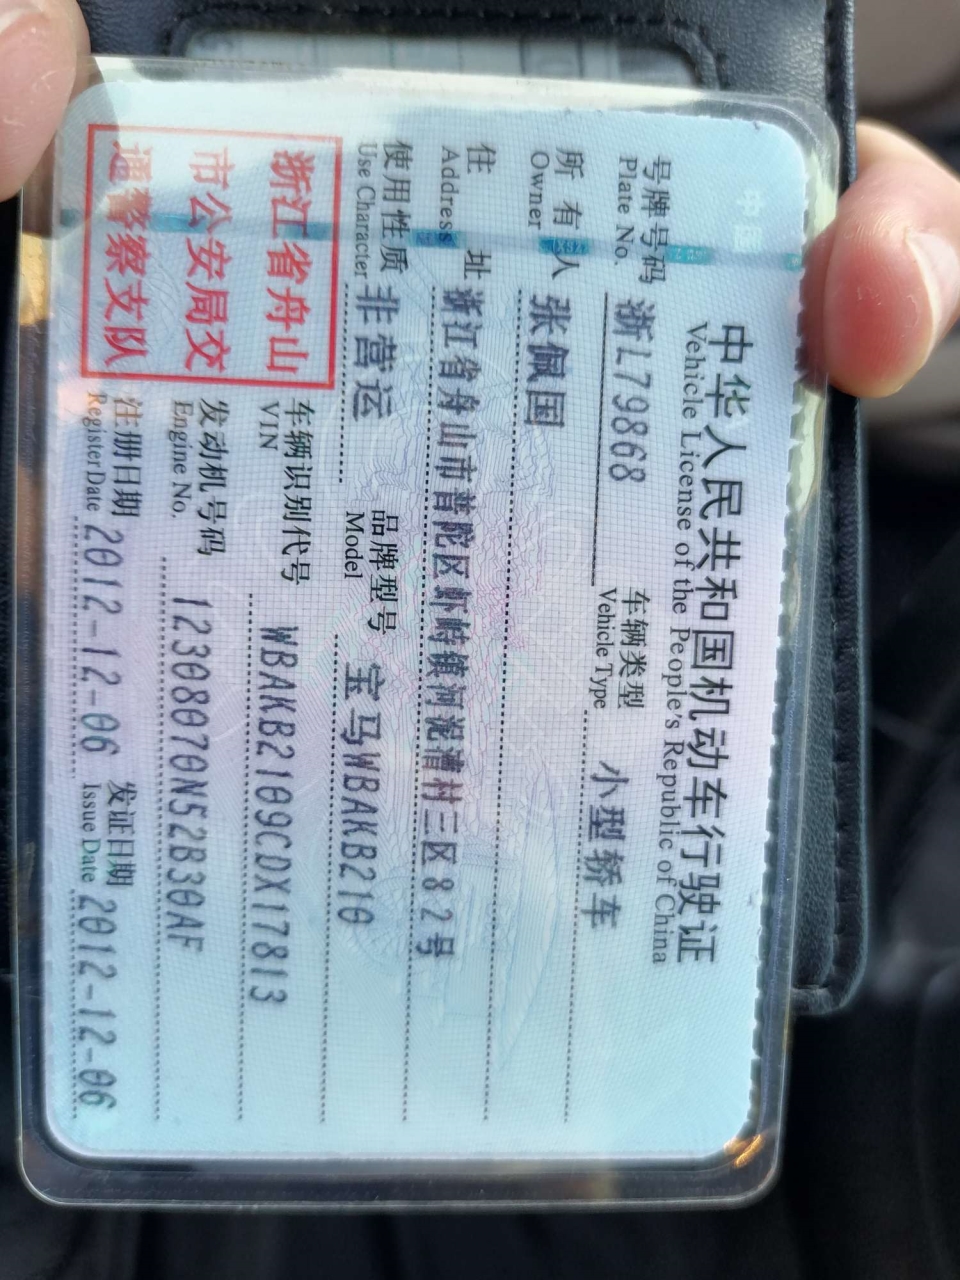 中华人民共和国机动车行驶证
Vehicle License of the People's Republic of China
号牌号码 浙L79868 车辆类型 小型轿车
Plate No. Vehicle Type
所有人 张佩国
Owner
住址 浙江省舟山市普陀区虾峙镇河泥漕村三区82号
Address
使用性质 非营运 品牌型号 宝马WBAKB210
Use Character Model
浙江省舟山
市公安局交
通警察支队
车辆识别代号 WBAKB2109CDX17813
VIN
发动机号码 12308070N52B30AF
Engine No.
注册日期 2012-12-06 发证日期 2012-12-06
Register Date Issue Date